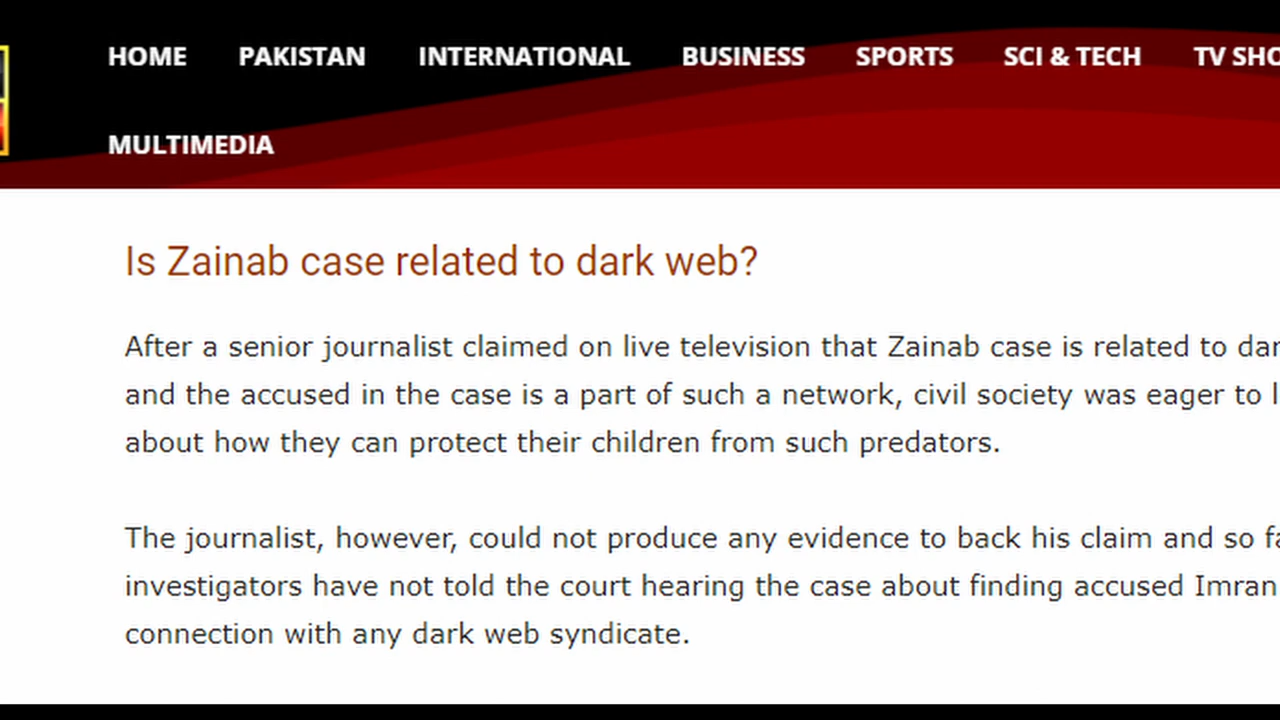 HOME PAKISTAN INTERNATIONAL BUSINESS SPORTS SCI & TECH TV
MULTIMEDIA
Is Zainab case related to dark web?
After a senior journalist claimed on live television that Zainab case is related to
and the accused in the case is a part of such a network, civil society was eager to
about how they can protect their children from such predators.
The journalist, however, could not produce any evidence to back his claim and so
investigators have not told the court hearing the case about finding accused Imran
connection with any dark web syndicate.